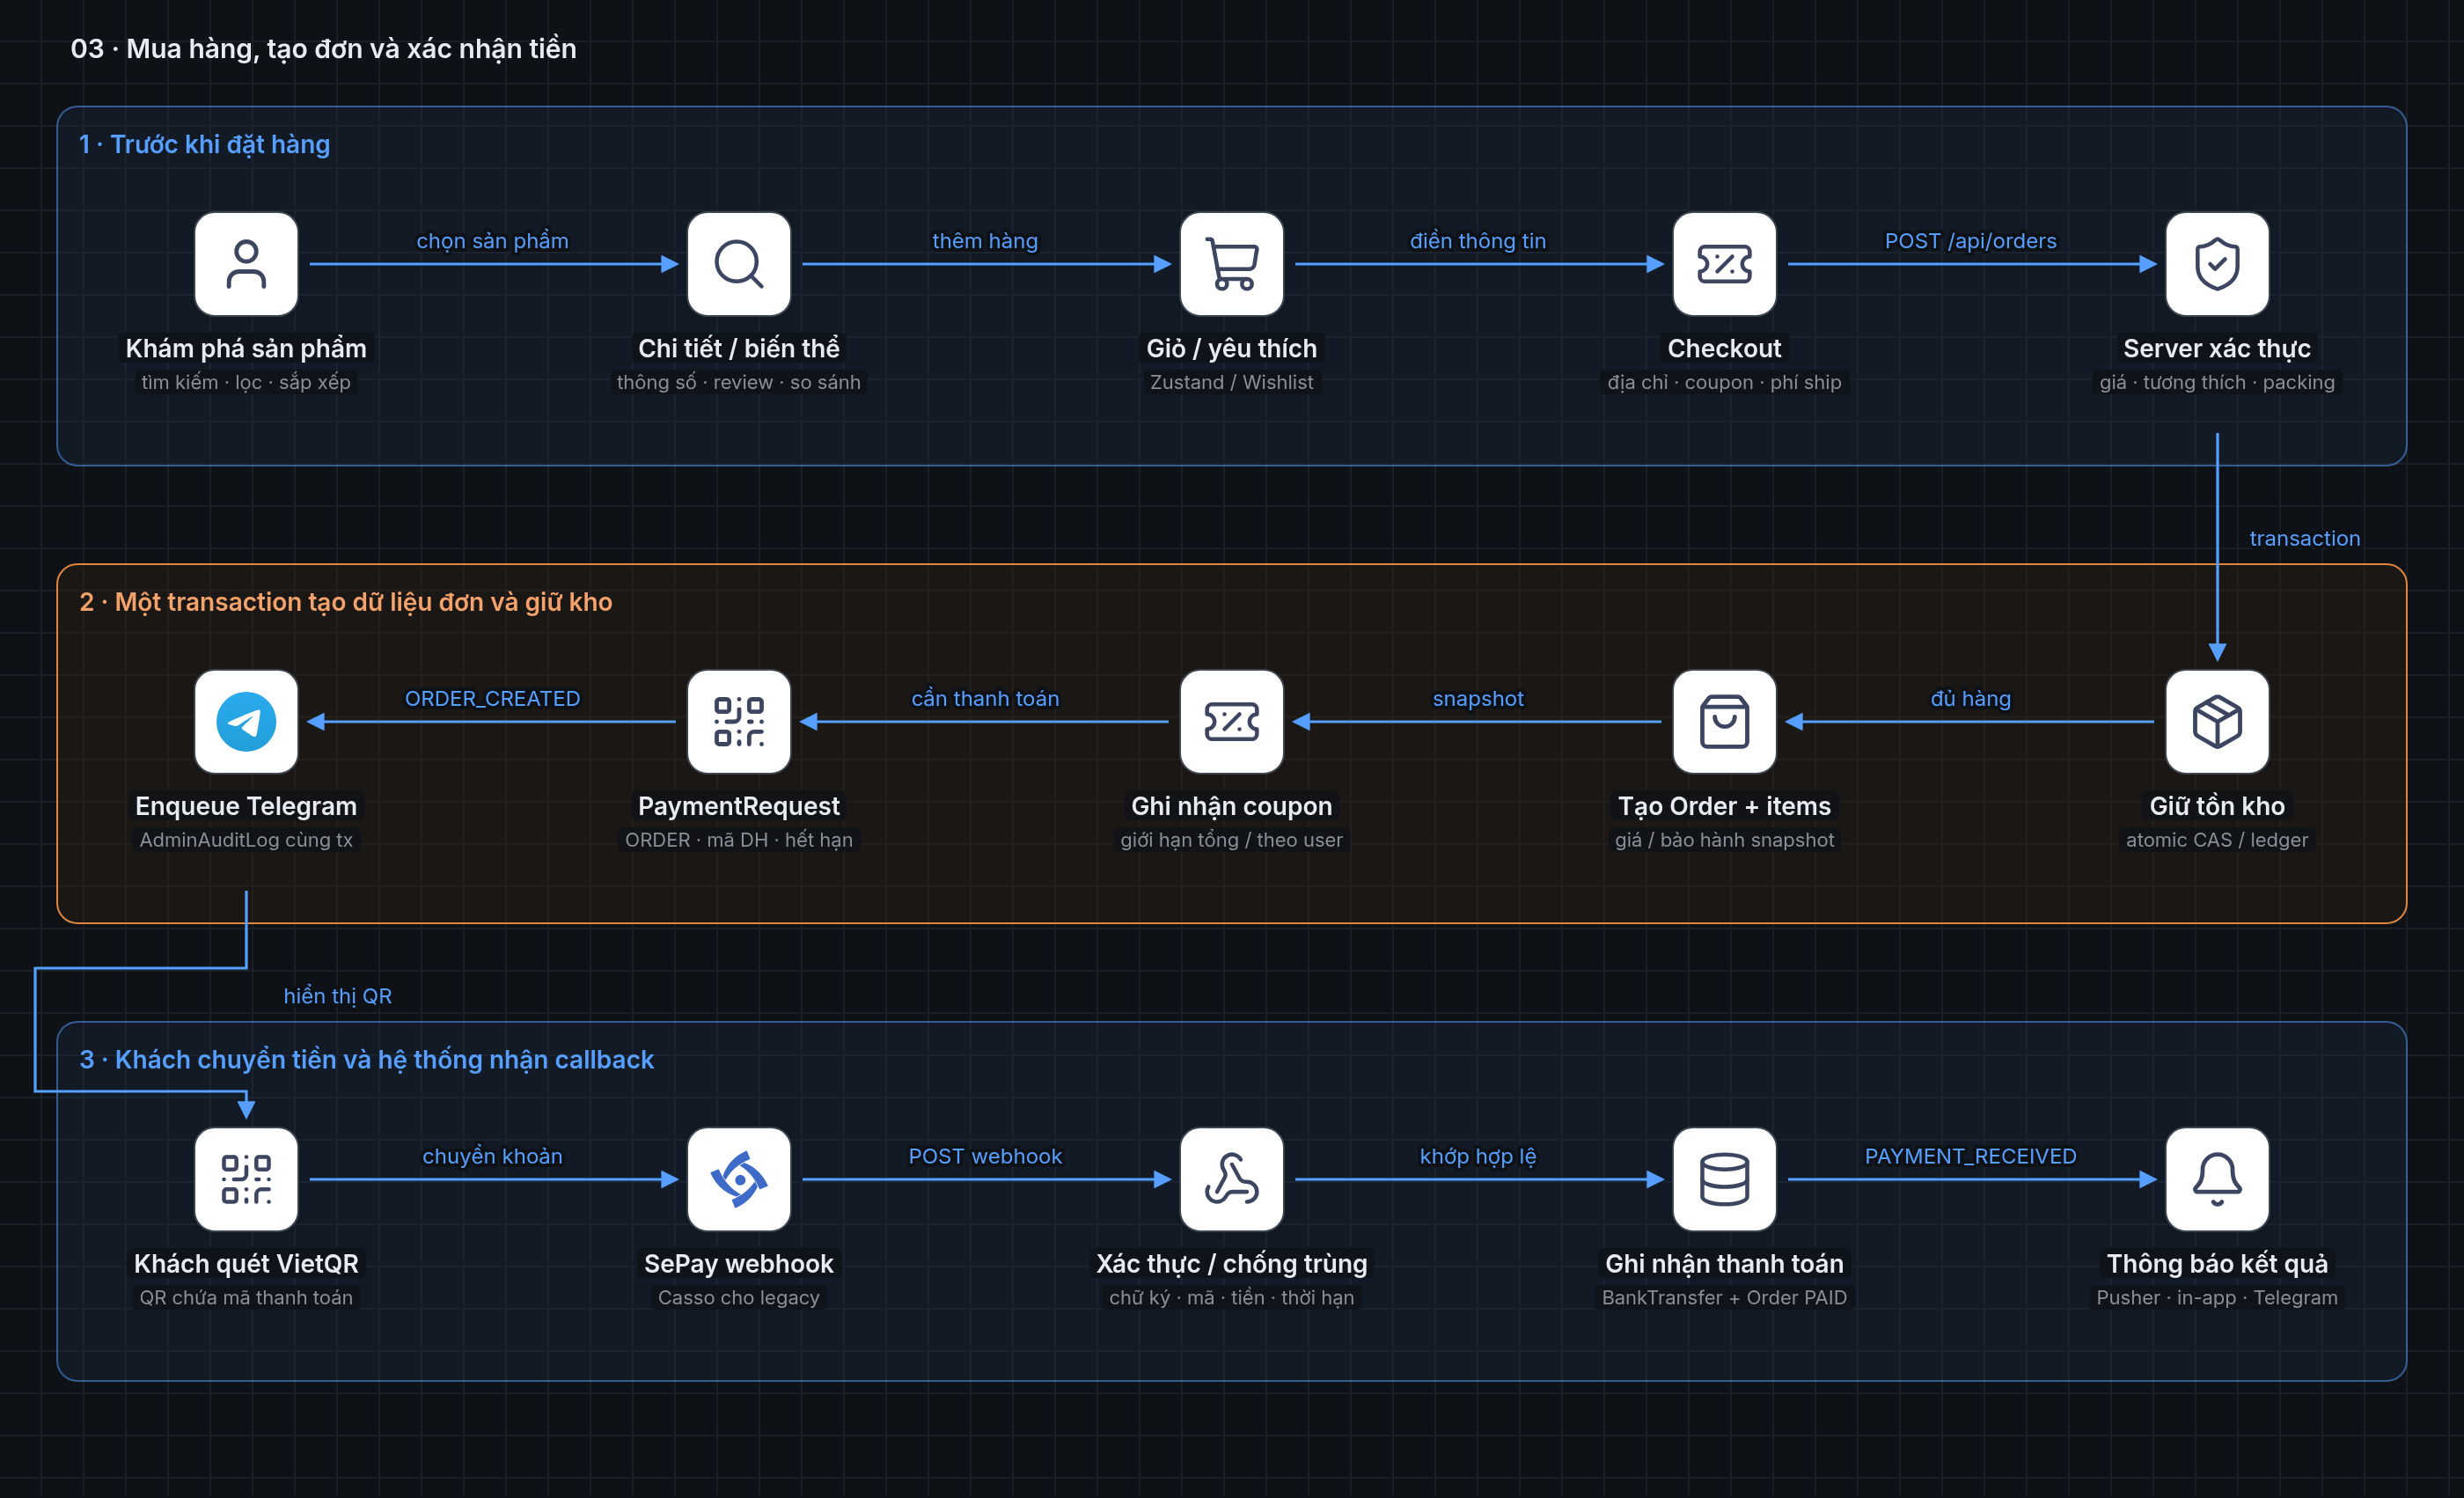 03 · Mua hàng, tạo đơn và xác nhận tiền
1 · Trước khi đặt hàng
chọn sản phẩm
thêm hàng
điền thông tin
POST /api/orders
Khám phá sản phẩm
tìm kiếm · lọc · sắp xếp
Chi tiết / biến thể
thông số · review · so sánh
Giỏ / yêu thích
Zustand / Wishlist
Checkout
địa chỉ · coupon · phí ship
Server xác thực
giá · tương thích · packing
transaction
2 · Một transaction tạo dữ liệu đơn và giữ kho
ORDER_CREATED
cần thanh toán
snapshot
đủ hàng
Enqueue Telegram
AdminAuditLog cùng tx
PaymentRequest
ORDER · mã DH · hết hạn
Ghi nhận coupon
giới hạn tổng / theo user
Tạo Order + items
giá / bảo hành snapshot
Giữ tồn kho
atomic CAS / ledger
hiển thị QR
3 · Khách chuyển tiền và hệ thống nhận callback
chuyển khoản
POST webhook
khớp hợp lệ
PAYMENT_RECEIVED
Khách quét VietQR
QR chứa mã thanh toán
SePay webhook
Casso cho legacy
Xác thực / chống trùng
chữ ký · mã · tiền · thời hạn
Ghi nhận thanh toán
BankTransfer + Order PAID
Thông báo kết quả
Pusher · in-app · Telegram